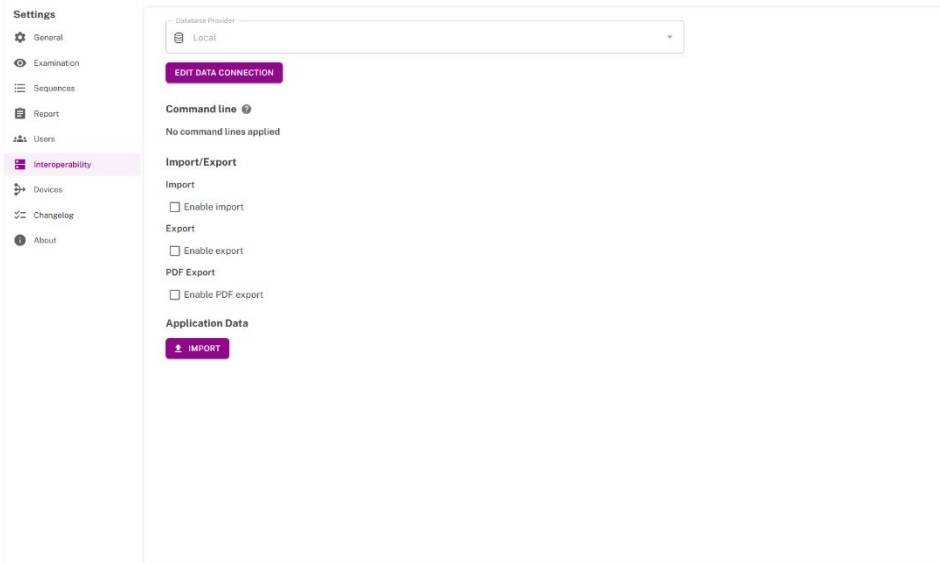 Settings
General
Examination
Sequences
Report
Users
Interoperability
Devices
Changelog
About
Database Provider
Local
EDIT DATA CONNECTION
Command line
No command lines applied
Import/Export
Import
Enable import
Export
Enable export
PDF Export
Enable PDF export
Application Data
IMPORT